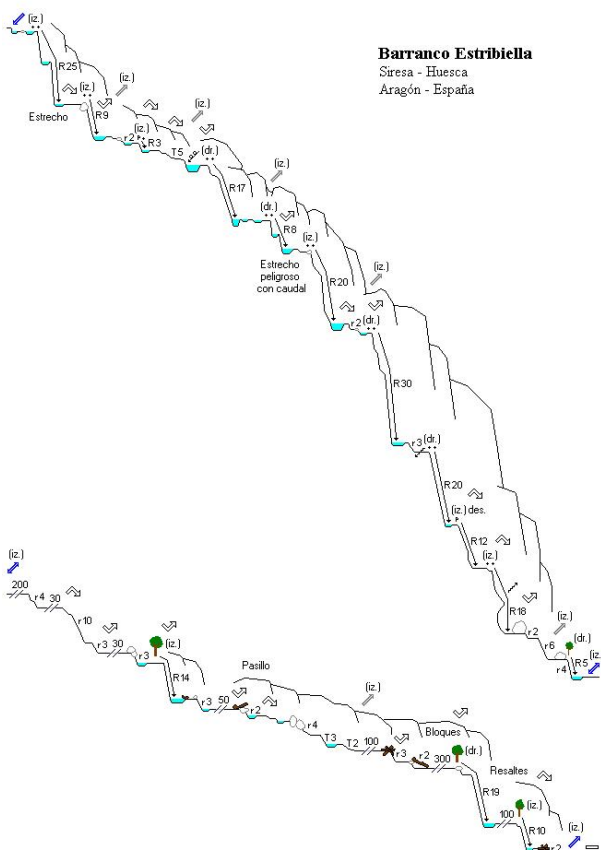 Barranco Estribiella
Siresa - Huesca
Aragón - España
(iz.)
R25
(iz.)
(iz.)
Estrecho
R9
(iz.)
r2
R3
(iz.)
T5
(dr.)
(iz.)
R17
(dr.)
R8
(iz.)
Estrecho
peligroso
con caudal
R20
(iz.)
r2
(dr.)
R30
r3
(dr.)
R20
(iz.) des.
R12
(iz.)
R18
r2
(iz.)
r6
(dr.)
r4
R5
(iz.)
(iz.)
200
r4
30
r10
r3
30
r3
(iz.)
R14
r3
50
Pasillo
r2
r4
(iz.)
T3
T2
100
r3
r2
Bloques
300
(dr.)
R19
Resaltes
100
(iz.)
R10
r2
(iz.)